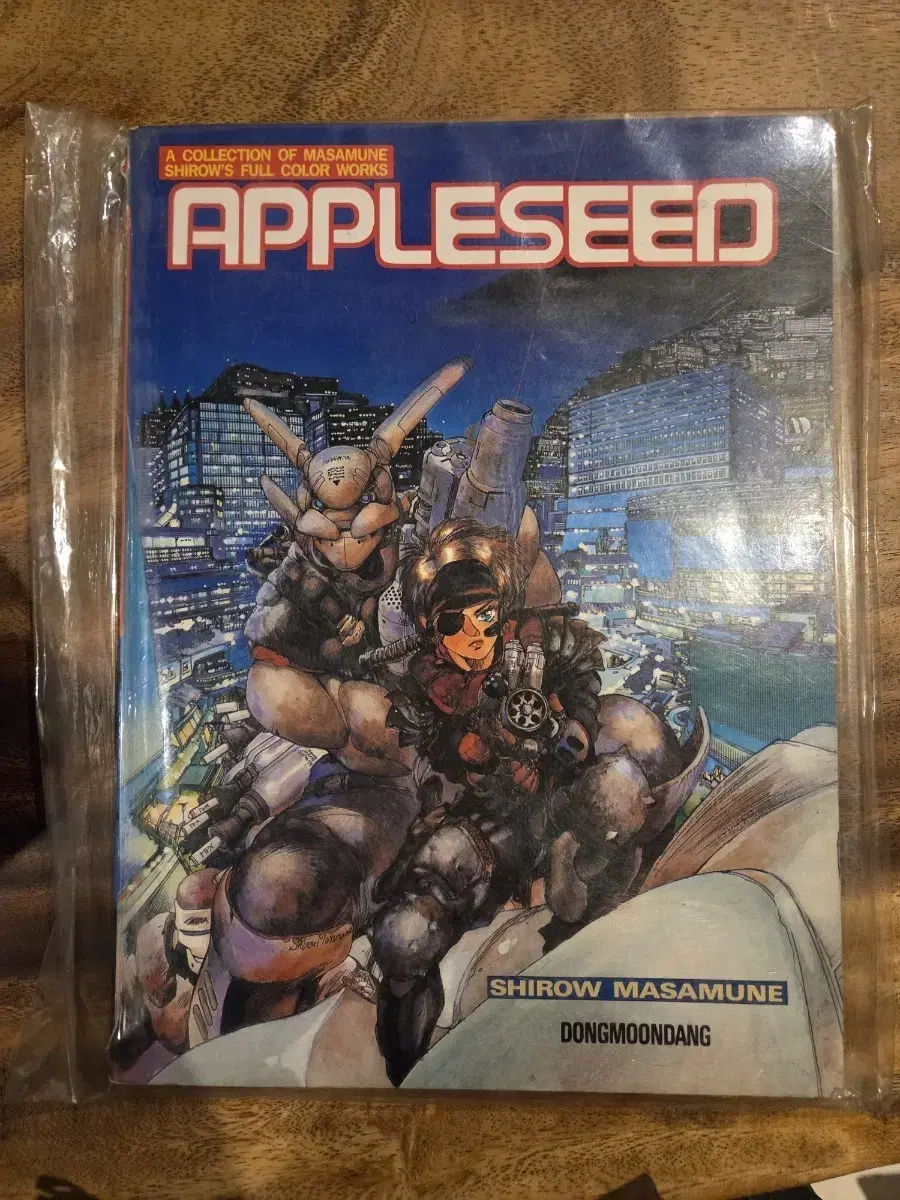 A COLLECTION OF MASAMUNE
SHIROW'S FULL COLOR WORKS
APPLESEED
SHIROW MASAMUNE
DONGMOONDANG